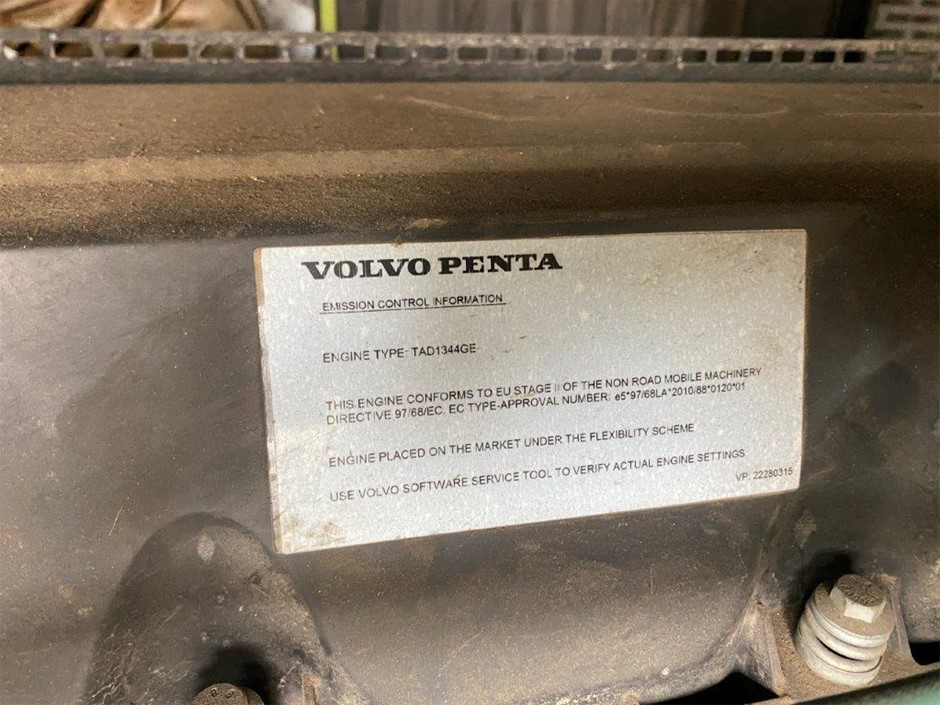 VOLVO PENTA
EMISSION CONTROL INFORMATION
ENGINE TYPE: TAD1344GE
THIS ENGINE CONFORMS TO EU STAGE II OF THE NON ROAD MOBILE MACHINERY
DIRECTIVE 97/68/EC. EC TYPE-APPROVAL NUMBER: e5*97/68LA*2010/88*0120*01
ENGINE PLACED ON THE MARKET UNDER THE FLEXIBILITY SCHEME
USE VOLVO SOFTWARE SERVICE TOOL TO VERIFY ACTUAL ENGINE SETTINGS
VP: 22280315